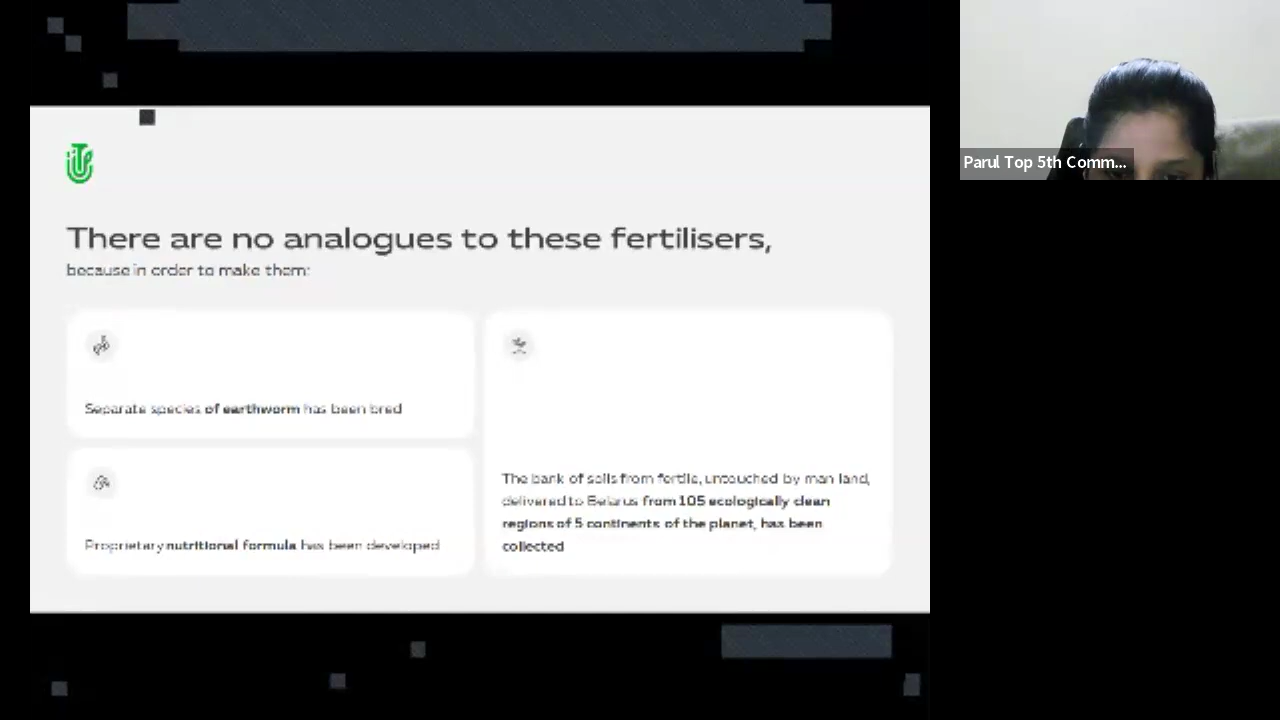 There are no analogues to these fertilisers,
because in order to make them:
Separate species of earthworm has been bred
Proprietary nutritional formula has been developed
The bank of soils from fertile, untouched by man land,
delivered to Belarus from 105 ecologically clean
regions of 5 continents of the planet, has been
collected
Parul Top 5th Comm...